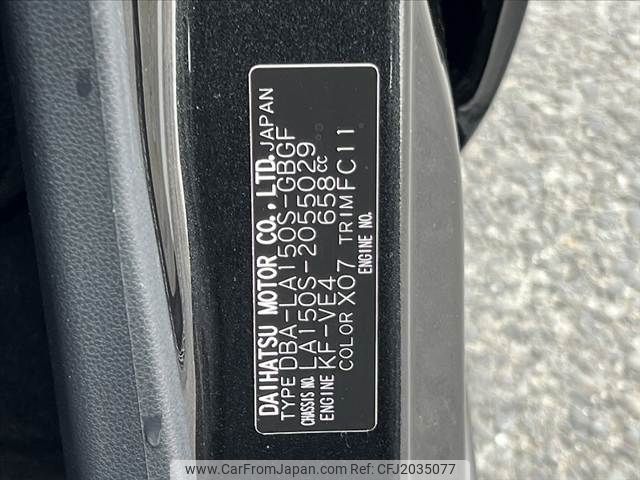 DAIHATSU MOTOR CO., LTD. JAPAN
TYPE DBA-LA150S-GBGF
CHASSIS NO. LA150S-2055029
ENGINE KF-VE4 658cc
COLOR X07 TRIM FC11
ENGINE NO.
www.CarFromJapan.com | Ref: CFJ2035077